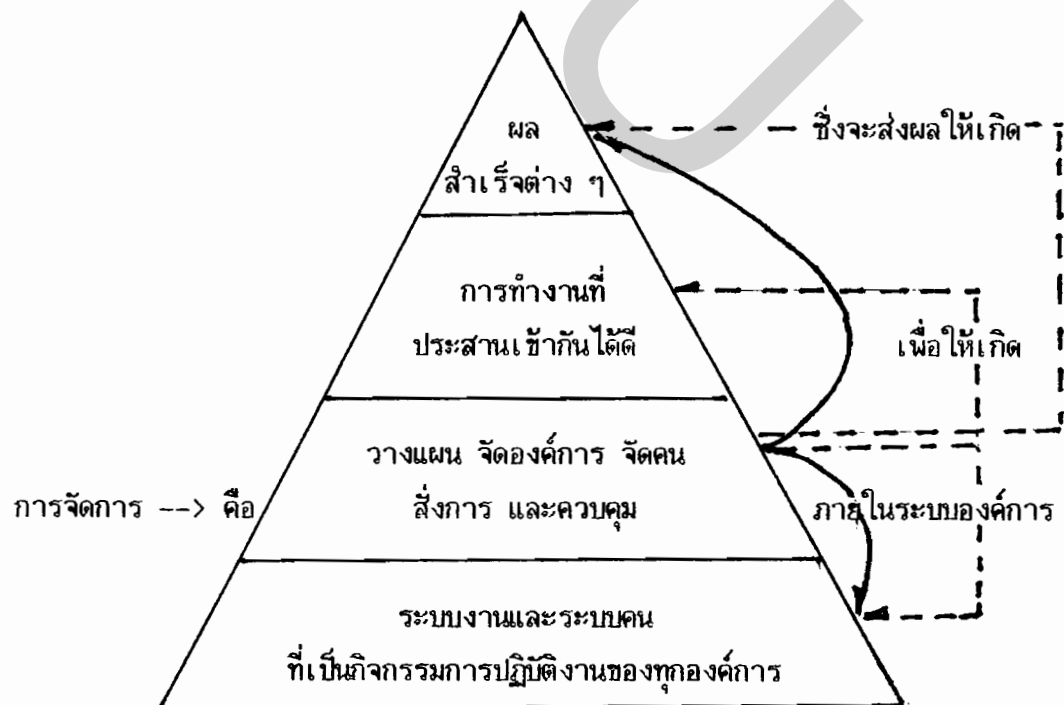 ผล
สำเร็จต่าง ๆ
ซึ่งจะส่งผลให้เกิด
การทำงานที่
ประสานเข้ากันได้ดี
เพื่อให้เกิด
วางแผน จัดองค์การ จัดคน
การจัดการ --> คือ
สั่งการ และควบคุม
ภายในระบบองค์การ
ระบบงานและระบบคน
ที่เป็นกิจกรรมการปฏิบัติงานของทุกองค์การ